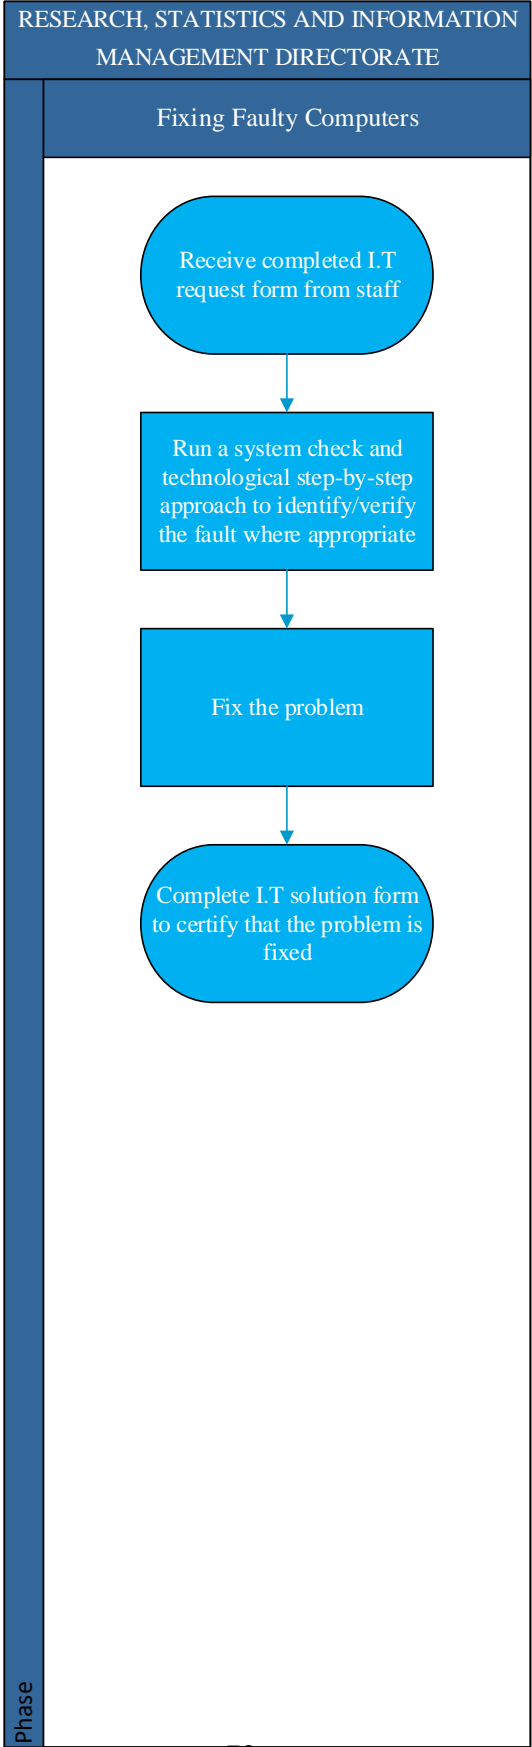 RESEARCH, STATISTICS AND INFORMATION
MANAGEMENT DIRECTORATE
Fixing Faulty Computers
Receive completed I.T
request form from staff
Run a system check and
technological step-by-step
approach to identify/verify
the fault where appropriate
Fix the problem
Complete I.T solution form
to certify that the problem is
fixed
Phase